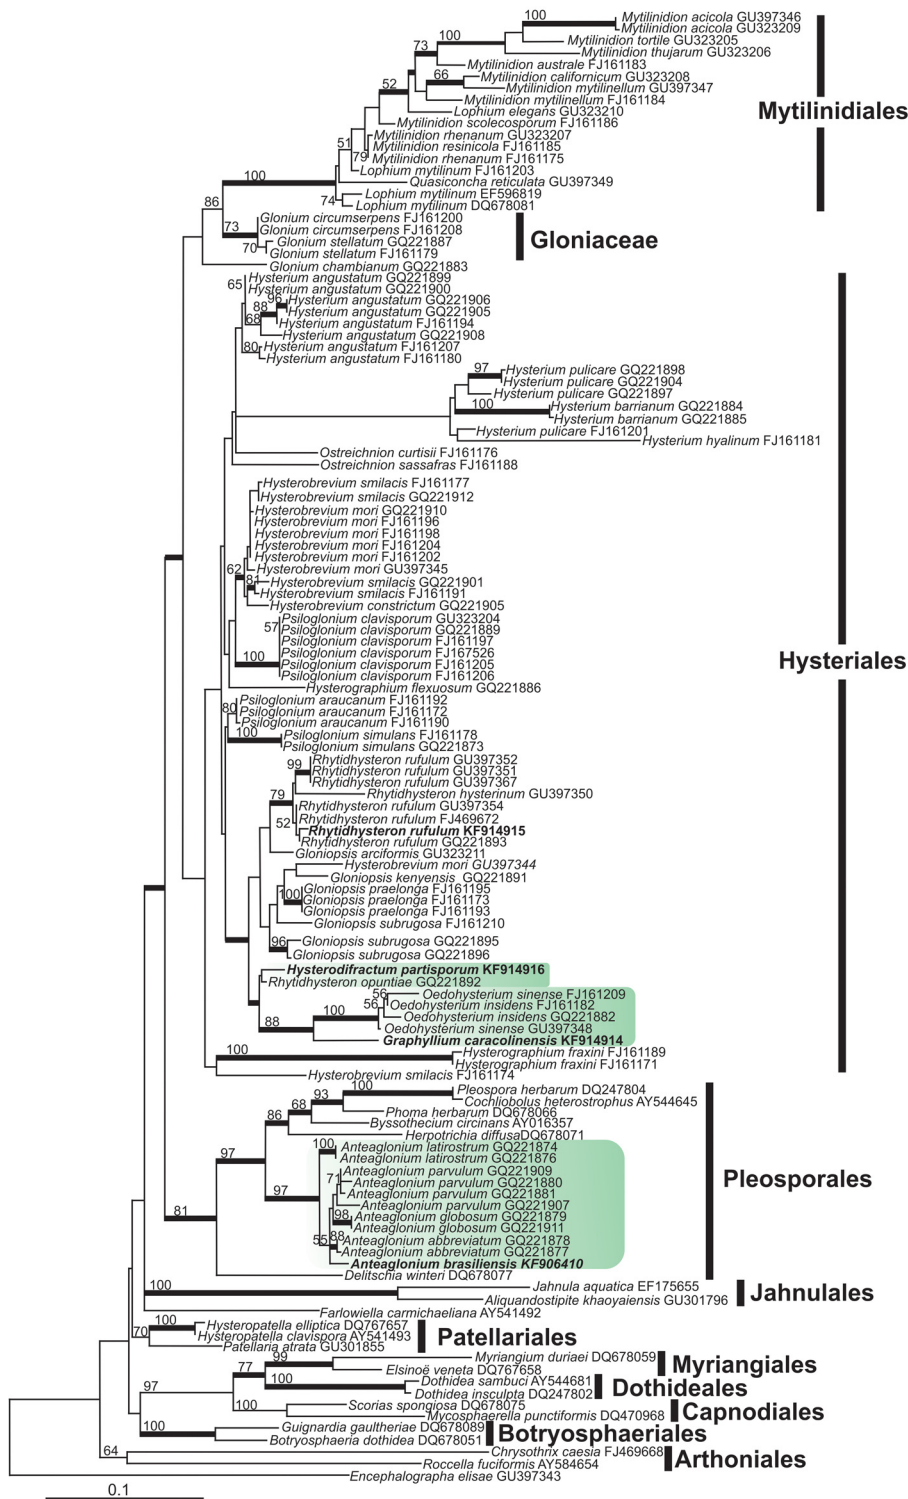 100
Mytilinidion acicola GU397346
Mytilinidion acicola GU323209
100
Mytilinidion tortile GU323205
73
Mytilinidion thujarum GU323206
Mytilinidion australe FJ161183
66
Mytilinidion californicum GU323208
52
Mytilinidion mytilinellum GU397347
Mytilinidion mytilinellum FJ161184
Mytilinidiales
Lophium elegans GU323210
Mytilinidion scolecosporum FJ161186
Mytilinidion rhenanum GU323207
51
Mytilinidion resinicola FJ161185
79
Mytilinidion rhenanum FJ161175
Lophium mytilinum FJ161203
100
Quasiconcha reticulata GU397349
Lophium mytilinum EF596819
74
Lophium mytilinum DQ678081
86
Glonium circumserpens FJ161200
73
Glonium circumserpens FJ161208
Gloniaceae
Glonium stellatum GQ221887
70
Glonium stellatum FJ161179
Glonium chambianum GQ221883
Hysterium angustatum GQ221899
65
Hysterium angustatum GQ221900
96
Hysterium angustatum GQ221906
88
Hysterium angustatum GQ221905
68
Hysterium angustatum FJ161194
Hysterium angustatum GQ221908
80
Hysterium angustatum FJ161207
Hysterium angustatum FJ161180
97
Hysterium pulicare GQ221898
Hysterium pulicare GQ221904
Hysterium pulicare GQ221897
100
Hysterium barrianum GQ221884
Hysterium barrianum GQ221885
Hysterium pulicare FJ161201
Hysterium hyalinum FJ161181
Ostreichnion curtisii FJ161176
Ostreichnion sassafras FJ161188
Hysterobrevium smilacis FJ161177
Hysterobrevium smilacis GQ221912
Hysterobrevium mori GQ221910
Hysterobrevium mori FJ161196
Hysterobrevium mori FJ161198
Hysterobrevium mori FJ161204
Hysterobrevium mori FJ161202
62
Hysterobrevium mori GU397345
81
Hysterobrevium smilacis GQ221901
Hysterobrevium smilacis FJ161191
Hysterobrevium constrictum GQ221905
Psiloglonium clavisporum GU323204
57
Psiloglonium clavisporum GQ221889
Psiloglonium clavisporum FJ161197
Psiloglonium clavisporum FJ167526
100
Psiloglonium clavisporum FJ161205
Hysteriales
Psiloglonium clavisporum FJ161206
Hysterographium flexuosum GQ221886
Psiloglonium araucanum FJ161192
80
Psiloglonium araucanum FJ161172
Psiloglonium araucanum FJ161190
100
Psiloglonium simulans FJ161178
Psiloglonium simulans GQ221873
Rhytidhysteron rufulum GU397352
99
Rhytidhysteron rufulum GU397351
Rhytidhysteron rufulum GU397367
79
Rhytidhysteron hysterinum GU397350
Rhytidhysteron rufulum GU397354
52
Rhytidhysteron rufulum FJ469672
Rhytidhysteron rufulum KF914915
Rhytidhysteron rufulum GQ221893
Gloniopsis arciformis GU323211
Hysterobrevium mori GU397344
Gloniopsis kenyensis GQ221891
100
Gloniopsis praelonga FJ161195
Gloniopsis praelonga FJ161173
Gloniopsis praelonga FJ161193
Gloniopsis subrugosa FJ161210
96
Gloniopsis subrugosa GQ221895
Gloniopsis subrugosa GQ221896
Hysterodifractum partisporum KF914916
Rhytidhysteron opuntiae GQ221892
56
Oedohysterium sinense FJ161209
56
Oedohysterium insidens FJ161182
100
Oedohysterium insidens GQ221882
88
Oedohysterium sinense GU397348
Graphyllium caracolinensis KF914914
100
Hysterographium fraxini FJ161189
Hysterographium fraxini FJ161171
Hysterobrevium smilacis FJ161174
100
Pleospora herbarum DQ247804
93
Cochliobolus heterostrophus AY544645
68
Phoma herbarum DQ678066
86
Byssothecium circinans AY016357
Herpotrichia diffusaDQ678071
100
Anteaglonium latirostrum GQ221874
97
Anteaglonium latirostrum GQ221876
Anteaglonium parvulum GQ221909
71
Anteaglonium parvulum GQ221880
Pleosporales
97
Anteaglonium parvulum GQ221881
Anteaglonium parvulum GQ221907
98
Anteaglonium globosum GQ221879
81
Anteaglonium globosum GQ221911
55
88
Anteaglonium abbreviatum GQ221878
Anteaglonium abbreviatum GQ221877
Anteaglonium brasiliensis KF906410
Delitschia winteri DQ678077
100
Jahnula aquatica EF175655
Jahnulales
Aliquandostipite khaoyaiensis GU301796
Farlowiella carmichaeliana AY541492
100
Hysteropatella elliptica DQ767657
70
Hysteropatella clavispora AY541493
Patellariales
Patellaria atrata GU301855
99
Myriangium duriaei DQ678059
Myriangiales
77
Elsinoë veneta DQ767658
100
Dothidea sambuci AY544681
Dothideales
97
Dothidea insculpta DQ247802
100
Scorias spongiosa DQ678075
Capnodiales
Mycosphaerella punctiformis DQ470968
100
Guignardia gaultheriae DQ678089
Botryosphaeriales
Botryosphaeria dothidea DQ678051
64
Chrysothrix caesia FJ469668
Arthoniales
Roccella fuciformis AY584654
Encephalographa elisae GU397343
0.1